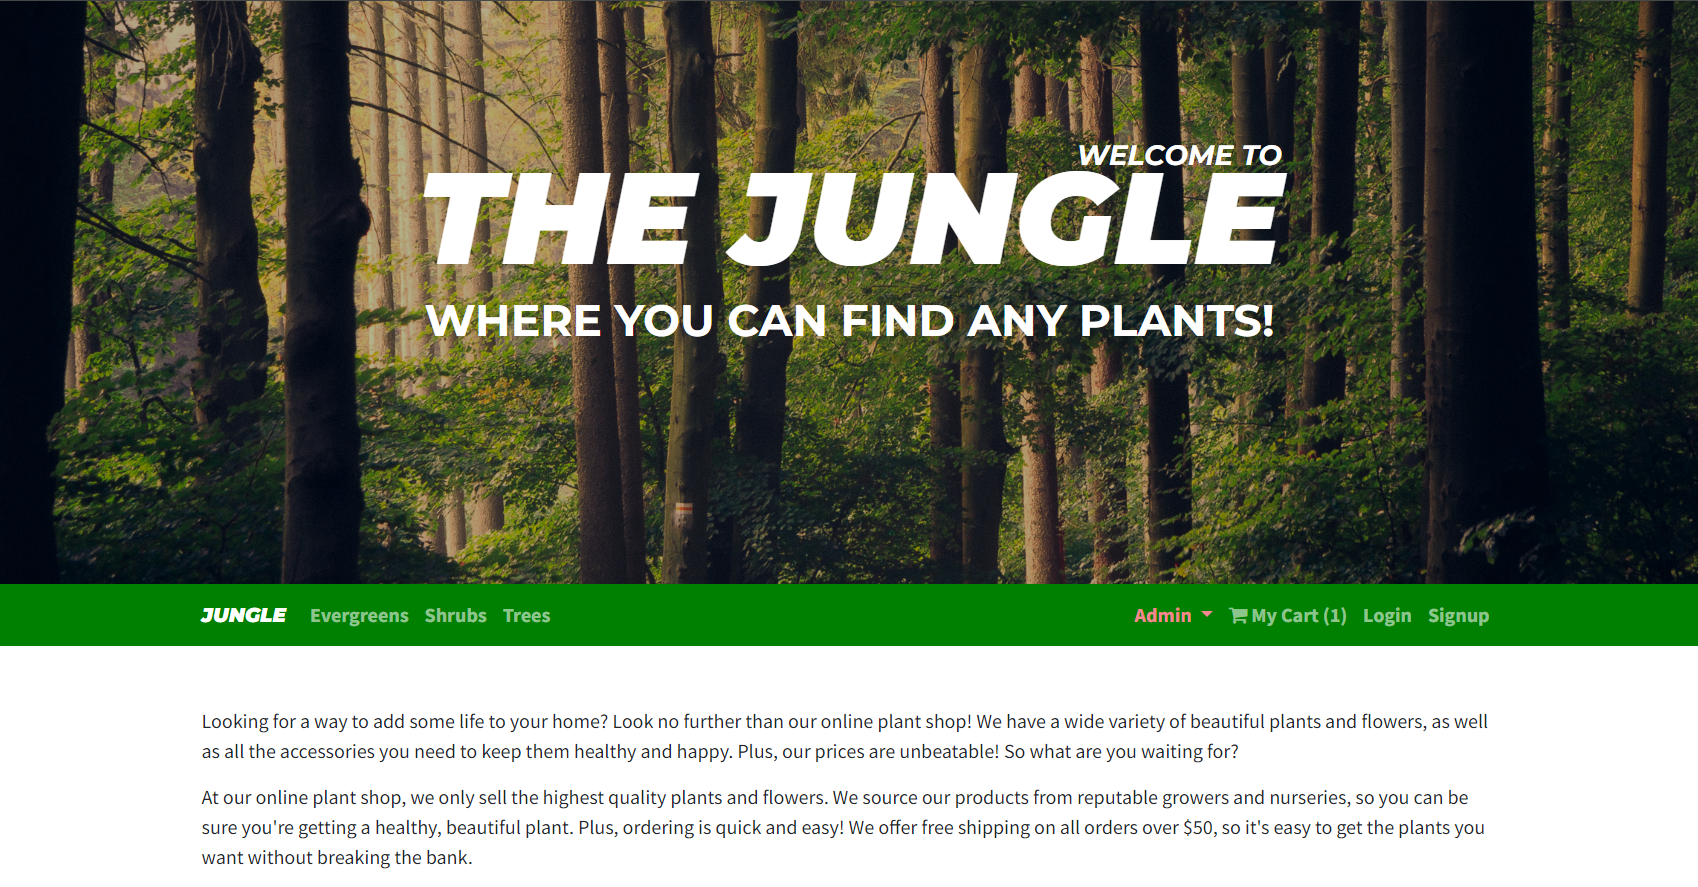 WELCOME TO
THE JUNGLE
WHERE YOU CAN FIND ANY PLANTS!
JUNGLE Evergreens Shrubs Trees Admin My Cart (1) Login Signup
Looking for a way to add some life to your home? Look no further than our online plant shop! We have a wide variety of beautiful plants and flowers, as well
as all the accessories you need to keep them healthy and happy. Plus, our prices are unbeatable! So what are you waiting for?
At our online plant shop, we only sell the highest quality plants and flowers. We source our products from reputable growers and nurseries, so you can be
sure you're getting a healthy, beautiful plant. Plus, ordering is quick and easy! We offer free shipping on all orders over $50, so it's easy to get the plants you
want without breaking the bank.